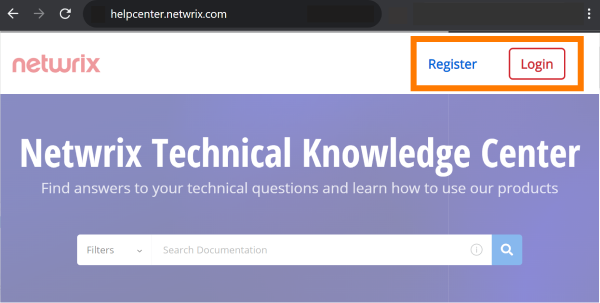 helpcenter.netwrix.com
netwrix
Register
Login
Netwrix Technical Knowledge Center
Find answers to your technical questions and learn how to use our products
Filters
Search Documentation